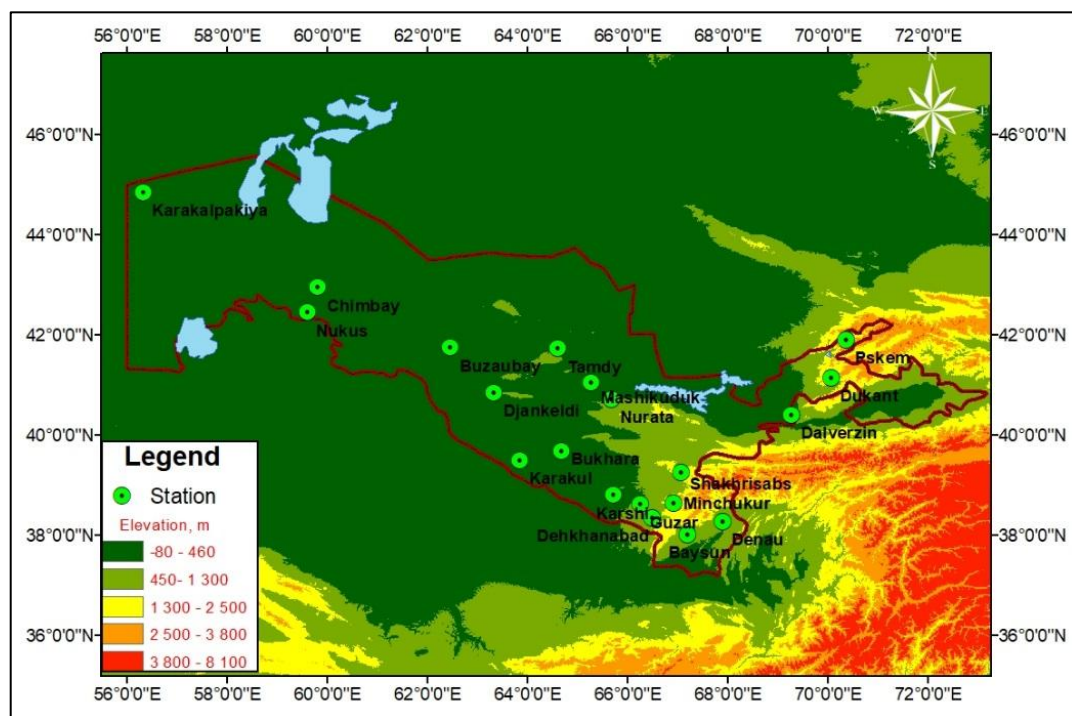 56°0'0"E 58°0'0"E 60°0'0"E 62°0'0"E 64°0'0"E 66°0'0"E 68°0'0"E 70°0'0"E 72°0'0"E
N
W E
S
46°0'0"N 46°0'0"N
Karakalpakiya
44°0'0"N 44°0'0"N
Chimbay
Nukus
42°0'0"N 42°0'0"N
Pskem
Buzaubay Tamdy
Mashikuduk Dukant
Djankeldi Nurata
Dalverzin
40°0'0"N 40°0'0"N
Bukhara
Karakul Shakhrisabs
Karshi Minchukur
Guzar
Dehkhanabad Denau
Baysun
38°0'0"N 38°0'0"N
36°0'0"N 36°0'0"N
Legend
Station
Elevation, m
-80 - 460
450- 1 300
1 300 - 2 500
2 500 - 3 800
3 800 - 8 100
56°0'0"E 58°0'0"E 60°0'0"E 62°0'0"E 64°0'0"E 66°0'0"E 68°0'0"E 70°0'0"E 72°0'0"E